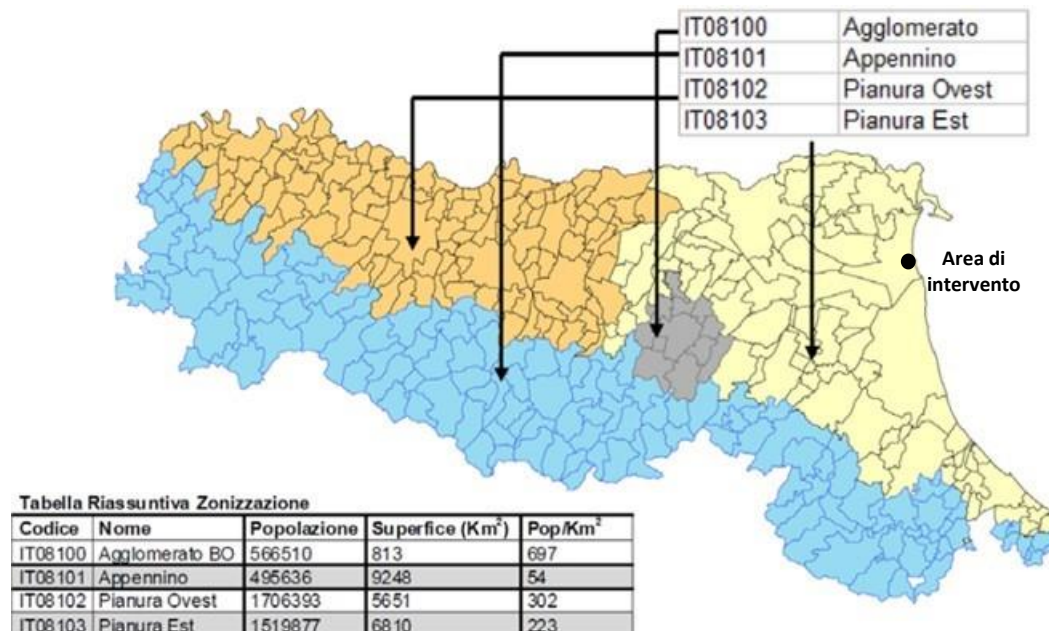 IT08100 Agglomerato
IT08101 Appennino
IT08102 Pianura Ovest
IT08103 Pianura Est
Area di
intervento
Tabella Riassuntiva Zonizzazione
Codice Nome Popolazione Superfice (Km²) Pop/Km²
IT08100 Agglomerato BO 566510 813 697
IT08101 Appennino 495636 9248 54
IT08102 Pianura Ovest 1706393 5651 302
IT08103 Pianura Est 1519877 6810 223